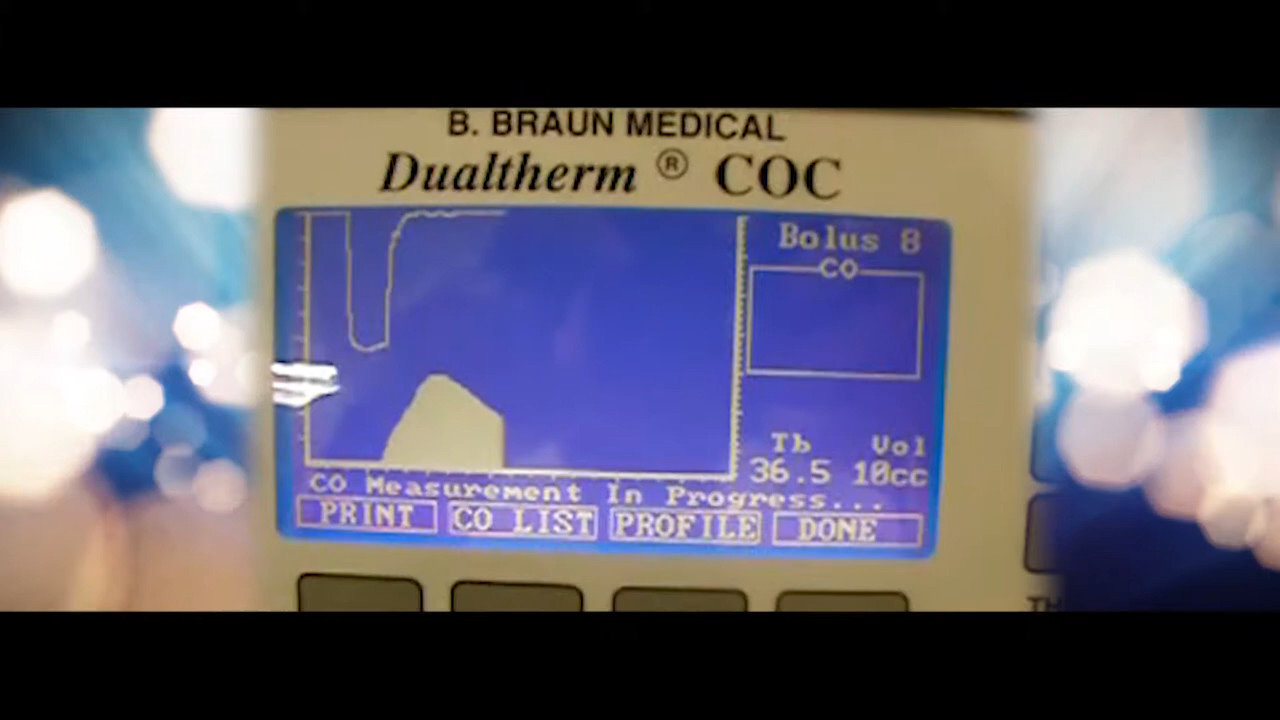 B. BRAUN MEDICAL
Dualtherm ® COC
Bolus 8
CO
Tb Vol
36.5 10cc
CO Measurement In Progress...
PRINT CO LIST PROFILE DONE